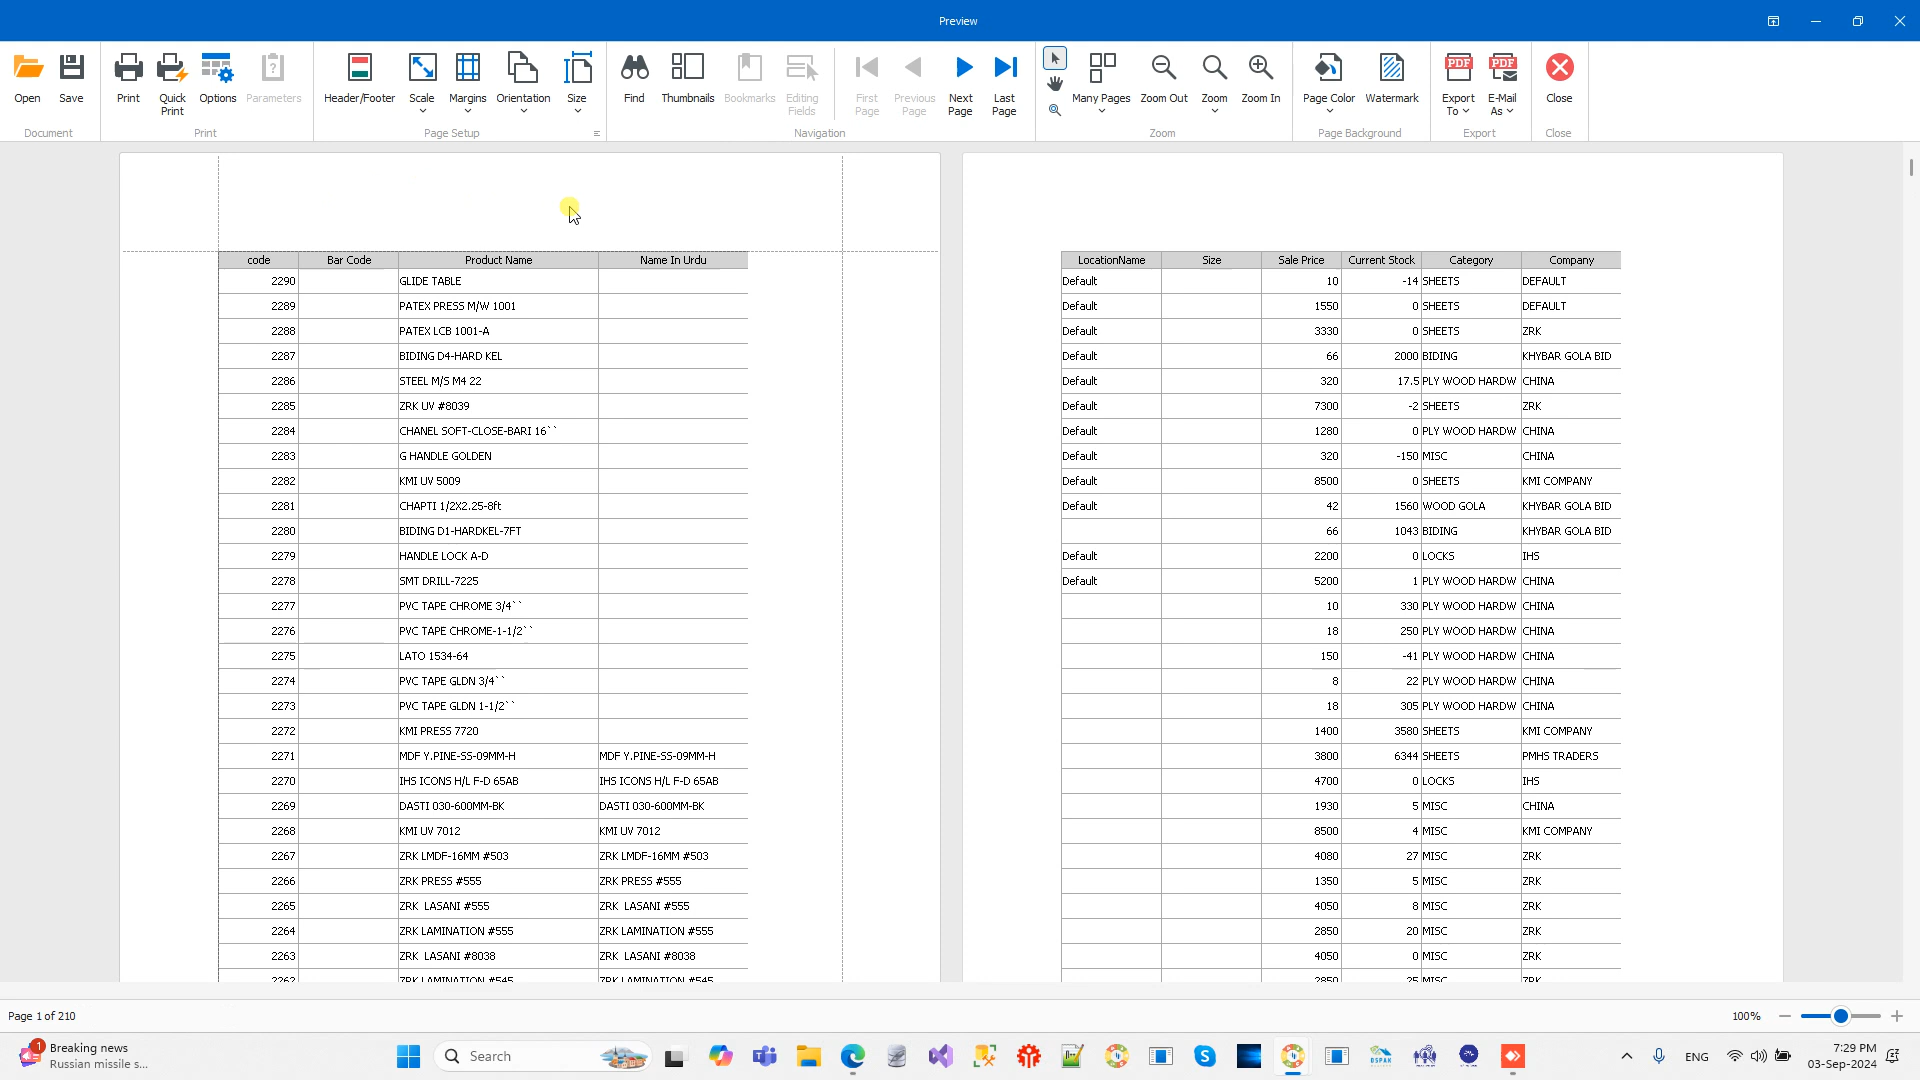 Preview
Open
Save
Print
Quick Print
Options
Parameters
Header/Footer
Scale
Margins
Orientation
Size
Find
Thumbnails
Bookmarks
Editing Fields
First Page
Previous Page
Next Page
Last Page
Many Pages
Zoom Out
Zoom
Zoom In
Page Color
Watermark
PDF
Export To
PDF
E-Mail As
Close
Document
Print
Page Setup
Navigation
Zoom
Page Background
Export
Close
code Bar Code Product Name Name In Urdu
2290 GLIDE TABLE
2289 PATEX PRESS M/W 1001
2288 PATEX LCB 1001-A
2287 BIDING D4-HARD KEL
2286 STEEL M/S M4 22
2285 ZRK UV #8039
2284 CHANEL SOFT-CLOSE-BARI 16``
2283 G HANDLE GOLDEN
2282 KMI UV 5009
2281 CHAPTI 1/2X2.25-8ft
2280 BIDING D1-HARDKEL-7FT
2279 HANDLE LOCK A-D
2278 SMT DRILL-7225
2277 PVC TAPE CHROME 3/4``
2276 PVC TAPE CHROME-1-1/2``
2275 LATO 1534-64
2274 PVC TAPE GLDN 3/4``
2273 PVC TAPE GLDN 1-1/2``
2272 KMI PRESS 7720
2271 MDF Y.PINE-SS-09MM-H MDF Y.PINE-SS-09MM-H
2270 IHS ICONS H/L F-D 65AB IHS ICONS H/L F-D 65AB
2269 DASTI 030-600MM-BK DASTI 030-600MM-BK
2268 KMI UV 7012 KMI UV 7012
2267 ZRK LMDF-16MM #503 ZRK LMDF-16MM #503
2266 ZRK PRESS #555 ZRK PRESS #555
2265 ZRK LASANI #555 ZRK LASANI #555
2264 ZRK LAMINATION #555 ZRK LAMINATION #555
2263 ZRK LASANI #8038 ZRK LASANI #8038
2262 ZRK LAMINATION #545 ZRK LAMINATION #545
LocationName Size Sale Price Current Stock Category Company
Default 10 -14 SHEETS DEFAULT
Default 1550 0 SHEETS DEFAULT
Default 3330 0 SHEETS ZRK
Default 66 2000 BIDING KHYBAR GOLA BID
Default 320 17.5 PLY WOOD HARDW CHINA
Default 7300 -2 SHEETS ZRK
Default 1280 0 PLY WOOD HARDW CHINA
Default 320 -150 MISC CHINA
Default 8500 0 SHEETS KMI COMPANY
Default 42 1560 WOOD GOLA KHYBAR GOLA BID
66 1043 BIDING KHYBAR GOLA BID
Default 2200 0 LOCKS IHS
Default 5200 1 PLY WOOD HARDW CHINA
10 330 PLY WOOD HARDW CHINA
18 250 PLY WOOD HARDW CHINA
150 -41 PLY WOOD HARDW CHINA
8 22 PLY WOOD HARDW CHINA
18 305 PLY WOOD HARDW CHINA
1400 3580 SHEETS KMI COMPANY
3800 6344 SHEETS PMHS TRADERS
4700 0 LOCKS IHS
1930 5 MISC CHINA
8500 4 MISC KMI COMPANY
4080 27 MISC ZRK
1350 5 MISC ZRK
4050 8 MISC ZRK
2850 20 MISC ZRK
4050 0 MISC ZRK
2850 25 MISC ZRK
Page 1 of 210
100%
1
Breaking news
Russian missile s...
Search
ENG
7:29 PM
03-Sep-2024